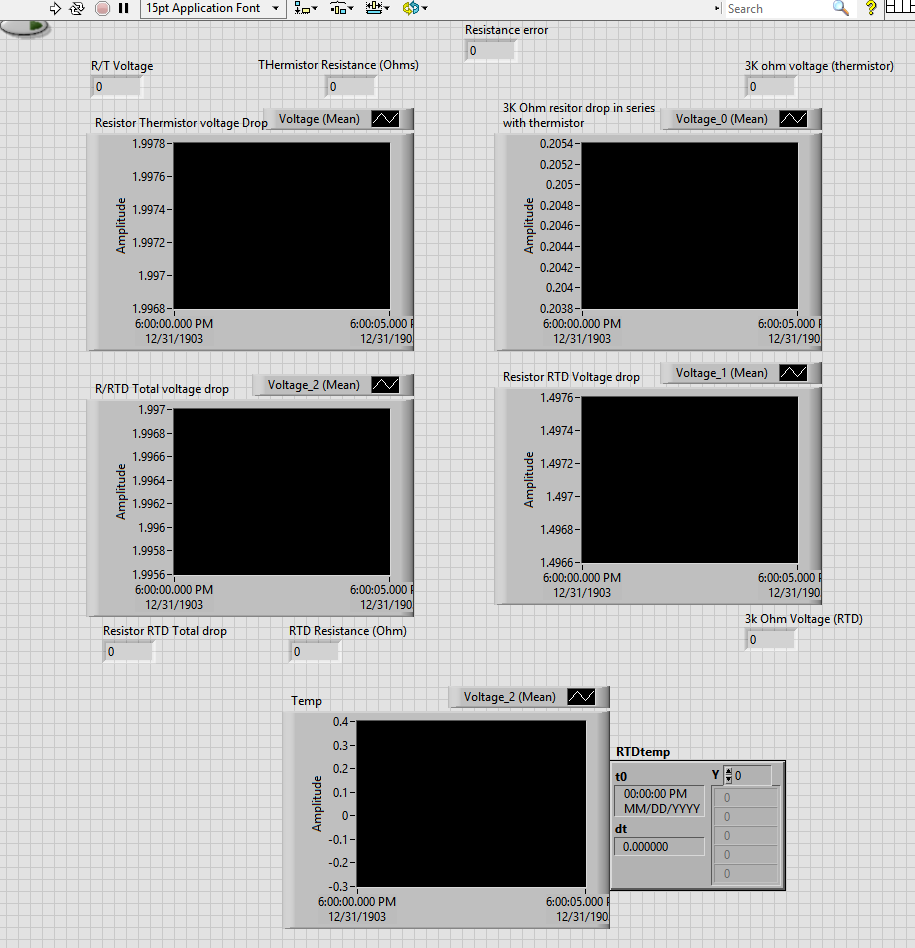 15pt Application Font
Search
?
Resistance error
0
R/T Voltage
0
THermistor Resistance (Ohms)
0
3K ohm voltage (thermistor)
0
Resistor Thermistor voltage Drop
Voltage (Mean)
Amplitude
1.9978
1.9976
1.9974
1.9972
1.997
1.9968
6:00:00.000 PM
12/31/1903
6:00:05.000
12/31/190
3K Ohm resitor drop in series
with thermistor
Voltage_0 (Mean)
Amplitude
0.2054
0.2052
0.205
0.2048
0.2046
0.2044
0.2042
0.204
0.2038
6:00:00.000 PM
12/31/1903
6:00:05.000
12/31/190
R/RTD Total voltage drop
Voltage_2 (Mean)
Amplitude
1.997
1.9968
1.9966
1.9964
1.9962
1.996
1.9958
1.9956
6:00:00.000 PM
12/31/1903
6:00:05.000
12/31/190
Resistor RTD Voltage drop
Voltage_1 (Mean)
Amplitude
1.4976
1.4974
1.4972
1.497
1.4968
1.4966
6:00:00.000 PM
12/31/1903
6:00:05.000
12/31/190
Resistor RTD Total drop
0
RTD Resistance (Ohm)
0
3k Ohm Voltage (RTD)
0
Temp
Voltage_2 (Mean)
Amplitude
0.4
0.3
0.2
0.1
0
-0.1
-0.2
-0.3
6:00:00.000 PM
12/31/1903
6:00:05.000
12/31/190
RTDtemp
t0
00:00:00 PM
MM/DD/YYYY
dt
0.000000
Y
0
0
0
0
0
0